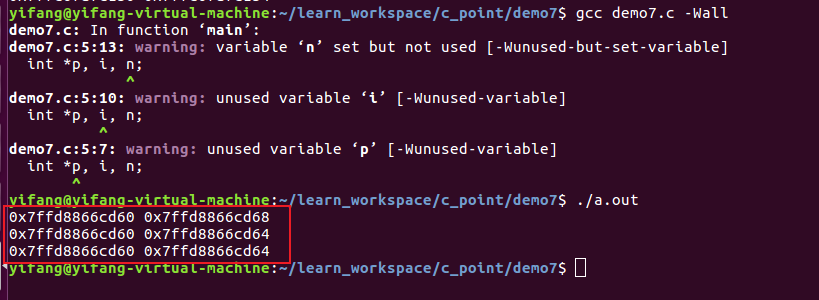 yifang@yifang-virtual-machine:~/learn_workspace/c_point/demo7$ gcc demo7.c -Wall
demo7.c: In function ‘main’:
demo7.c:5:13: warning: variable ‘n’ set but not used [-Wunused-but-set-variable]
int *p, i, n;
^
demo7.c:5:10: warning: unused variable ‘i’ [-Wunused-variable]
int *p, i, n;
^
demo7.c:5:7: warning: unused variable ‘p’ [-Wunused-variable]
int *p, i, n;
^
yifang@yifang-virtual-machine:~/learn_workspace/c_point/demo7$ ./a.out
0x7ffd8866cd60 0x7ffd8866cd68
0x7ffd8866cd60 0x7ffd8866cd64
0x7ffd8866cd60 0x7ffd8866cd64
yifang@yifang-virtual-machine:~/learn_workspace/c_point/demo7$